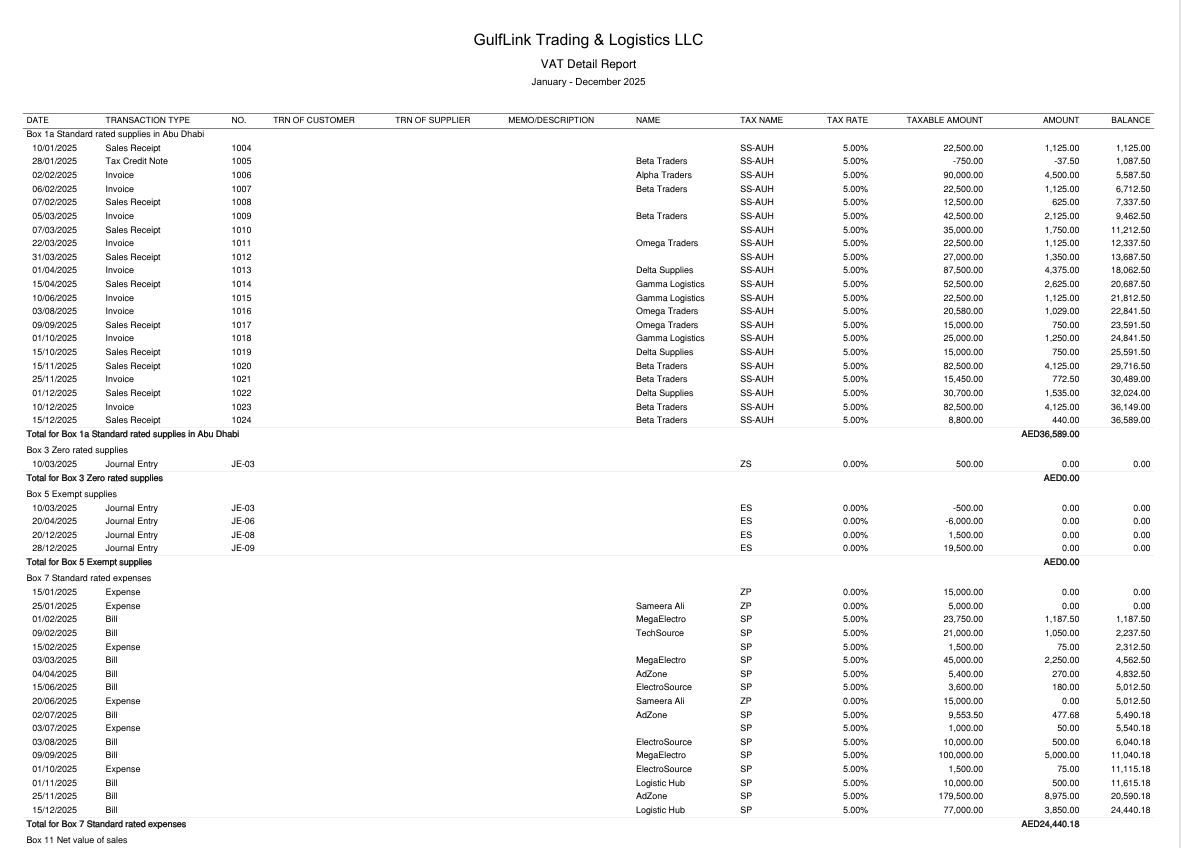 GulfLink Trading & Logistics LLC
VAT Detail Report
January - December 2025
DATE TRANSACTION TYPE NO. TRN OF CUSTOMER TRN OF SUPPLIER MEMO/DESCRIPTION NAME TAX NAME TAX RATE TAXABLE AMOUNT AMOUNT BALANCE
Box 1a Standard rated supplies in Abu Dhabi
10/01/2025 Sales Receipt 1004 SS-AUH 5.00% 22,500.00 1,125.00 1,125.00
28/01/2025 Tax Credit Note 1005 Beta Traders SS-AUH 5.00% -750.00 -37.50 1,087.50
02/02/2025 Invoice 1006 Alpha Traders SS-AUH 5.00% 90,000.00 4,500.00 5,587.50
06/02/2025 Invoice 1007 Beta Traders SS-AUH 5.00% 22,500.00 1,125.00 6,712.50
07/02/2025 Sales Receipt 1008 SS-AUH 5.00% 12,500.00 625.00 7,337.50
05/03/2025 Invoice 1009 Beta Traders SS-AUH 5.00% 42,500.00 2,125.00 9,462.50
07/03/2025 Sales Receipt 1010 SS-AUH 5.00% 35,000.00 1,750.00 11,212.50
22/03/2025 Invoice 1011 Omega Traders SS-AUH 5.00% 22,500.00 1,125.00 12,337.50
31/03/2025 Sales Receipt 1012 SS-AUH 5.00% 27,000.00 1,350.00 13,687.50
01/04/2025 Invoice 1013 Delta Supplies SS-AUH 5.00% 87,500.00 4,375.00 18,062.50
15/04/2025 Sales Receipt 1014 Gamma Logistics SS-AUH 5.00% 52,500.00 2,625.00 20,687.50
10/06/2025 Invoice 1015 Gamma Logistics SS-AUH 5.00% 22,500.00 1,125.00 21,812.50
03/08/2025 Invoice 1016 Omega Traders SS-AUH 5.00% 20,580.00 1,029.00 22,841.50
09/09/2025 Sales Receipt 1017 Omega Traders SS-AUH 5.00% 15,000.00 750.00 23,591.50
01/10/2025 Invoice 1018 Gamma Logistics SS-AUH 5.00% 25,000.00 1,250.00 24,841.50
15/10/2025 Sales Receipt 1019 Delta Supplies SS-AUH 5.00% 15,000.00 750.00 25,591.50
15/11/2025 Sales Receipt 1020 Beta Traders SS-AUH 5.00% 82,500.00 4,125.00 29,716.50
25/11/2025 Invoice 1021 Beta Traders SS-AUH 5.00% 15,450.00 772.50 30,489.00
01/12/2025 Sales Receipt 1022 Delta Supplies SS-AUH 5.00% 30,700.00 1,535.00 32,024.00
10/12/2025 Invoice 1023 Beta Traders SS-AUH 5.00% 82,500.00 4,125.00 36,149.00
15/12/2025 Sales Receipt 1024 Beta Traders SS-AUH 5.00% 8,800.00 440.00 36,589.00
Total for Box 1a Standard rated supplies in Abu Dhabi AED36,589.00
Box 3 Zero rated supplies
10/03/2025 Journal Entry JE-03 ZS 0.00% 500.00 0.00 0.00
Total for Box 3 Zero rated supplies AED0.00
Box 5 Exempt supplies
10/03/2025 Journal Entry JE-03 ES 0.00% -500.00 0.00 0.00
20/04/2025 Journal Entry JE-06 ES 0.00% -6,000.00 0.00 0.00
20/12/2025 Journal Entry JE-08 ES 0.00% 1,500.00 0.00 0.00
28/12/2025 Journal Entry JE-09 ES 0.00% 19,500.00 0.00 0.00
Total for Box 5 Exempt supplies AED0.00
Box 7 Standard rated expenses
15/01/2025 Expense ZP 0.00% 15,000.00 0.00 0.00
25/01/2025 Expense Sameera Ali ZP 0.00% 5,000.00 0.00 0.00
01/02/2025 Bill MegaElectro SP 5.00% 23,750.00 1,187.50 1,187.50
09/02/2025 Bill TechSource SP 5.00% 21,000.00 1,050.00 2,237.50
15/02/2025 Expense SP 5.00% 1,500.00 75.00 2,312.50
03/03/2025 Bill MegaElectro SP 5.00% 45,000.00 2,250.00 4,562.50
04/04/2025 Bill AdZone SP 5.00% 5,400.00 270.00 4,832.50
15/06/2025 Bill ElectroSource SP 5.00% 3,600.00 180.00 5,012.50
20/06/2025 Expense Sameera Ali ZP 0.00% 15,000.00 0.00 5,012.50
02/07/2025 Bill AdZone SP 5.00% 9,553.50 477.68 5,490.18
03/07/2025 Expense SP 5.00% 1,000.00 50.00 5,540.18
03/08/2025 Bill ElectroSource SP 5.00% 10,000.00 500.00 6,040.18
09/09/2025 Bill MegaElectro SP 5.00% 100,000.00 5,000.00 11,040.18
01/10/2025 Expense ElectroSource SP 5.00% 1,500.00 75.00 11,115.18
01/11/2025 Bill Logistic Hub SP 5.00% 10,000.00 500.00 11,615.18
25/11/2025 Bill AdZone SP 5.00% 179,500.00 8,975.00 20,590.18
15/12/2025 Bill Logistic Hub SP 5.00% 77,000.00 3,850.00 24,440.18
Total for Box 7 Standard rated expenses AED24,440.18
Box 11 Net value of sales